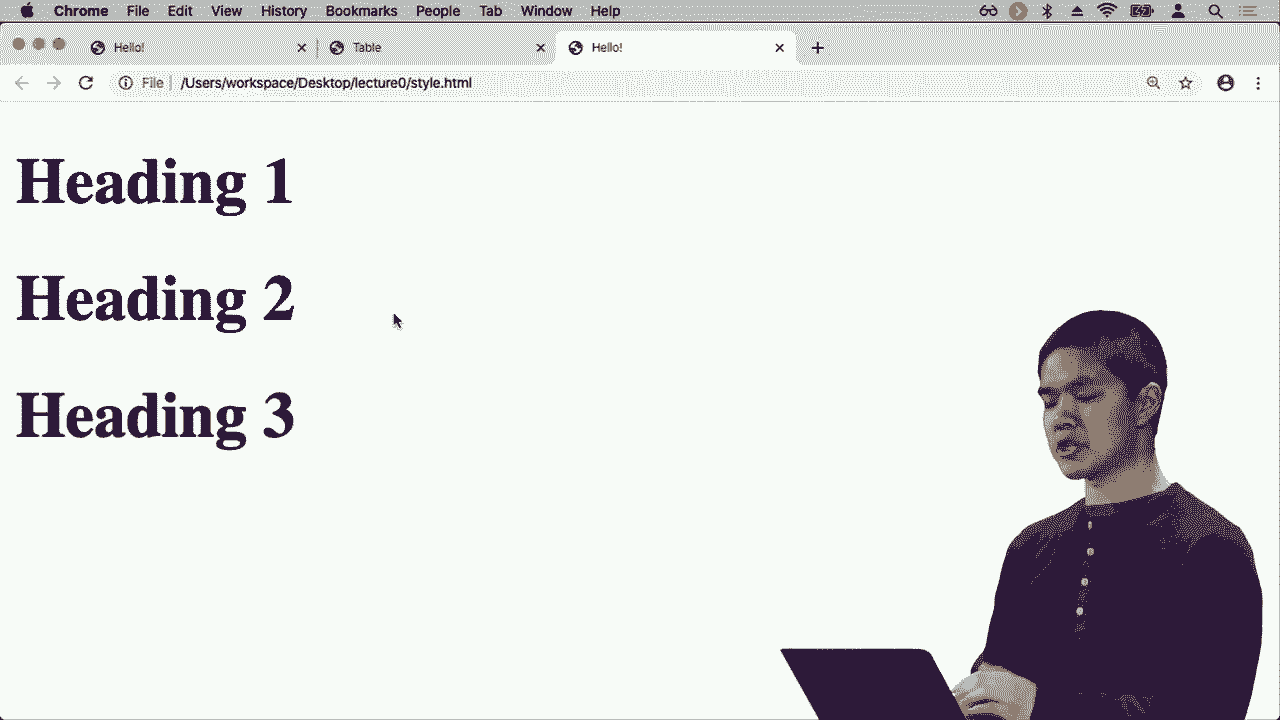 Chrome File Edit View History Bookmarks People Tab Window Help
Hello! Table Hello!
File /Users/workspace/Desktop/lecture0/style.html
Heading 1
Heading 2
Heading 3